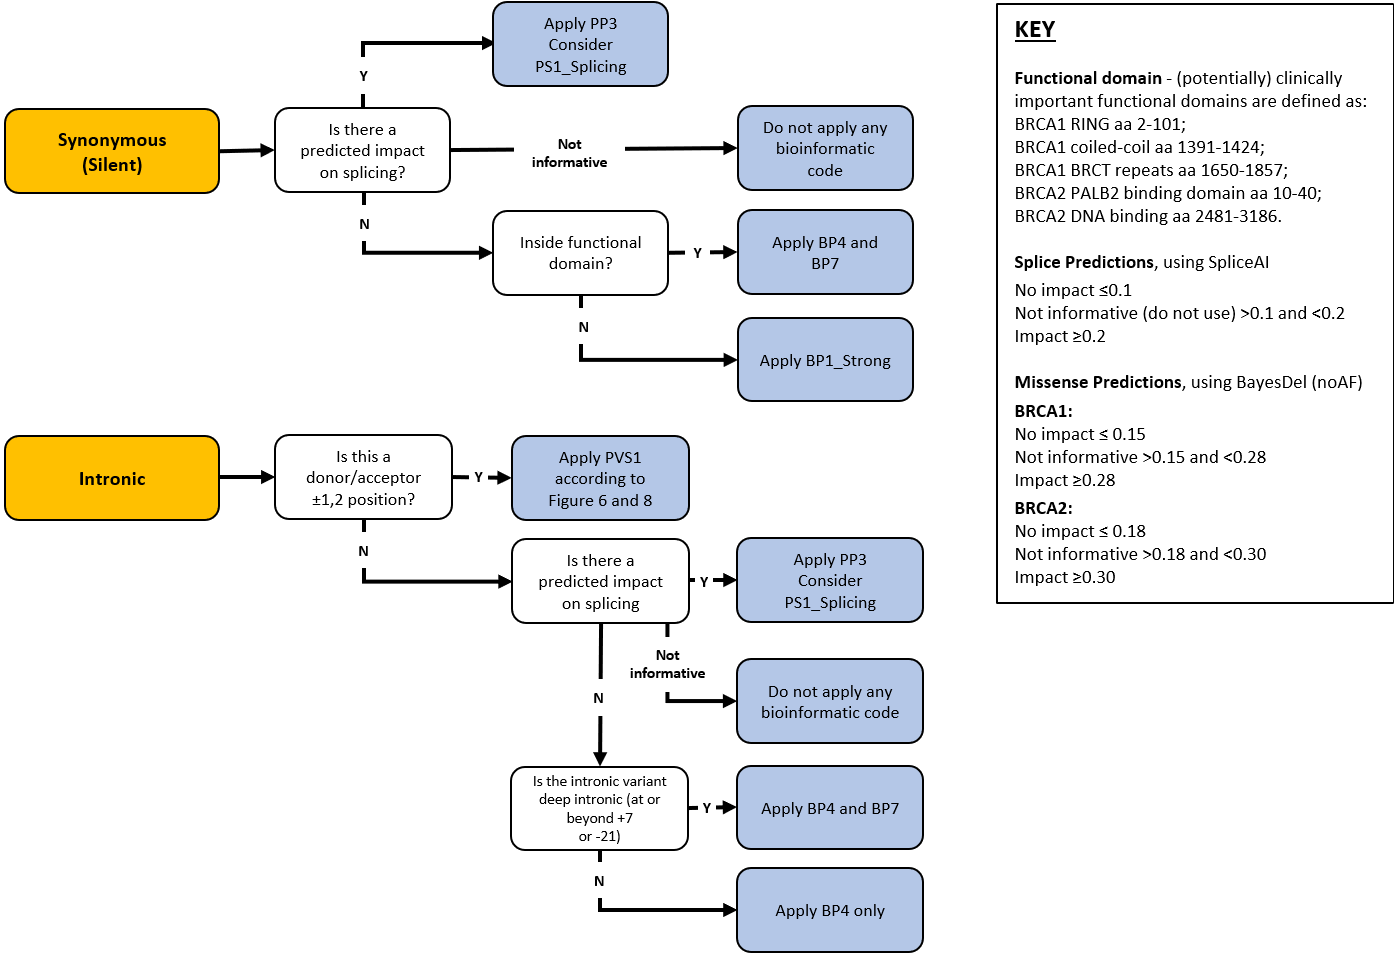 Synonymous
(Silent)
Is there a
predicted impact
on splicing?
Y
Apply PP3
Consider
PS1_Splicing
Not
informative
Do not apply any
bioinformatic
code
N
Inside functional
domain?
Y
Apply BP4 and
BP7
N
Apply BP1_Strong
Intronic
Is this a
donor/acceptor
±1,2 position?
Y
Apply PVS1
according to
Figure 6 and 8
N
Is there a
predicted impact
on splicing
Y
Apply PP3
Consider
PS1_Splicing
Not
informative
Do not apply any
bioinformatic code
N
Is the intronic variant
deep intronic (at or
beyond +7
or -21)
Y
Apply BP4 and BP7
N
Apply BP4 only
KEY
Functional domain - (potentially) clinically
important functional domains are defined as:
BRCA1 RING aa 2-101;
BRCA1 coiled-coil aa 1391-1424;
BRCA1 BRCT repeats aa 1650-1857;
BRCA2 PALB2 binding domain aa 10-40;
BRCA2 DNA binding aa 2481-3186.
Splice Predictions, using SpliceAI
No impact ≤0.1
Not informative (do not use) >0.1 and <0.2
Impact ≥0.2
Missense Predictions, using BayesDel (noAF)
BRCA1:
No impact ≤ 0.15
Not informative >0.15 and <0.28
Impact ≥0.28
BRCA2:
No impact ≤ 0.18
Not informative >0.18 and <0.30
Impact ≥0.30